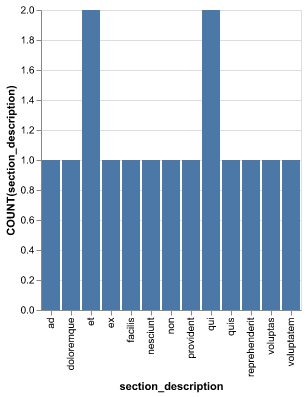 COUNT(section_description)
2.0
1.8
1.6
1.4
1.2
1.0
0.8
0.6
0.4
0.2
0.0
ad
doloremque
et
ex
facilis
nesciunt
non
provident
qui
quis
reprehenderit
voluptas
voluptatem
section_description